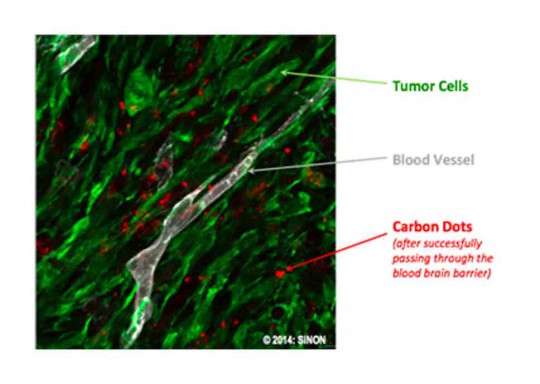 Tumor Cells
Blood Vessel
Carbon Dots
(after successfully
passing through the
blood brain barrier)
© 2014: SINON